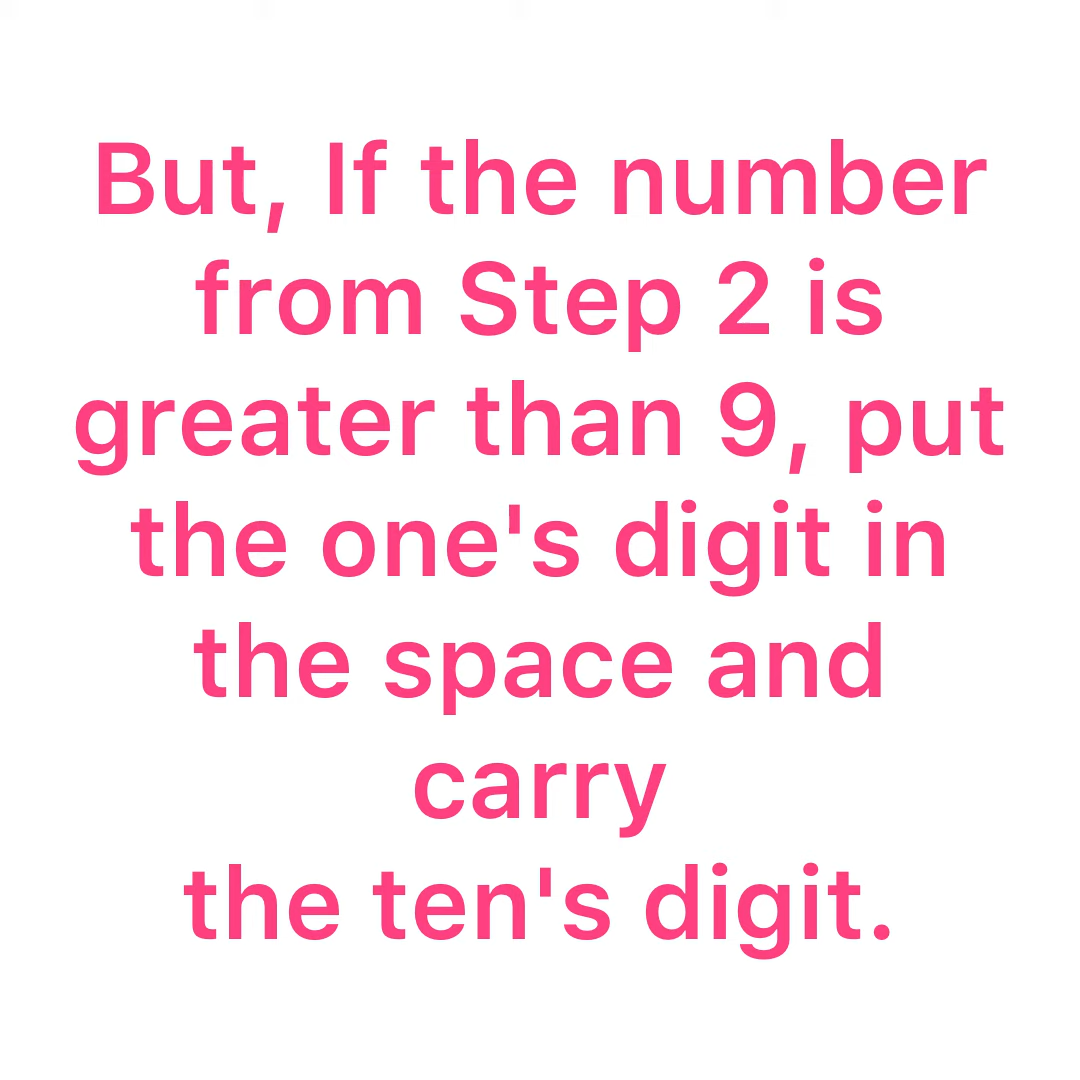 But, If the number
from Step 2 is
greater than 9, put
the one's digit in
the space and
carry
the ten's digit.